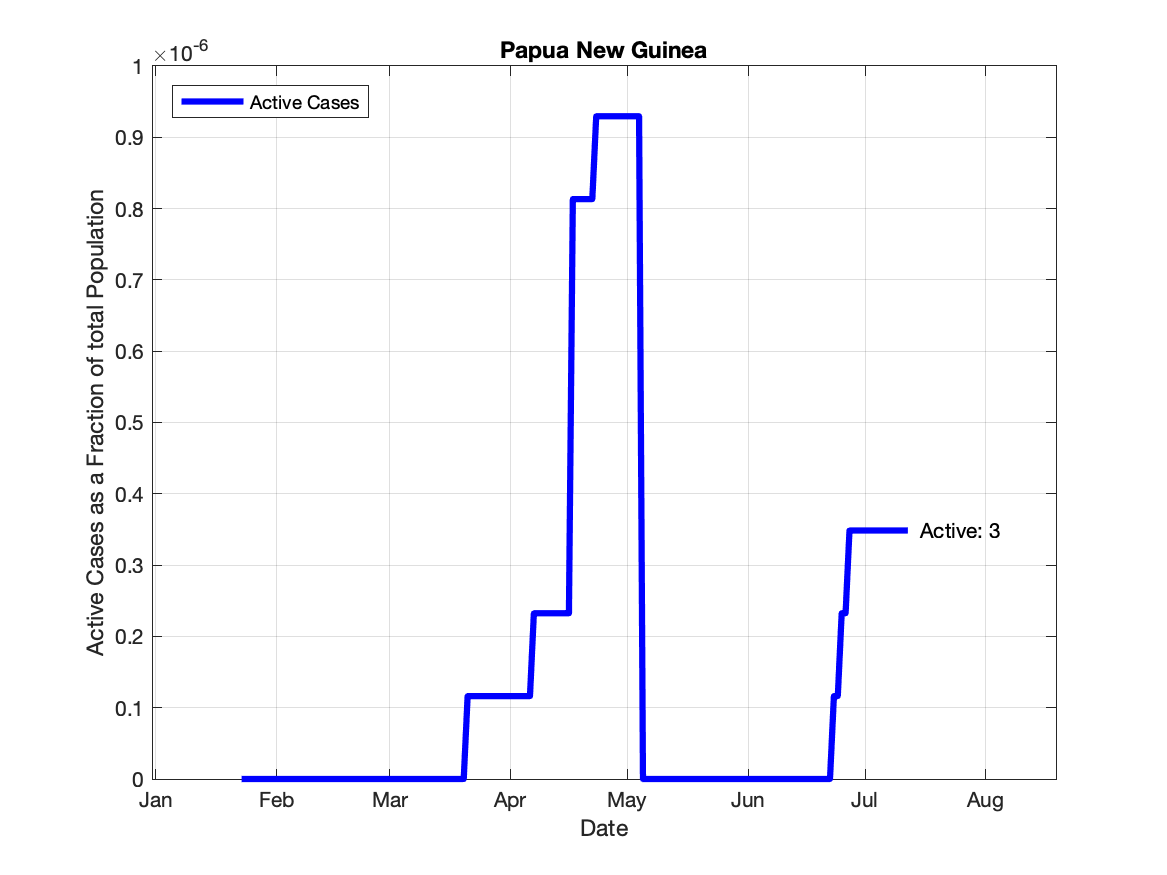 Papua New Guinea
×10-6
Active Cases
1
0.9
0.8
0.7
0.6
0.5
0.4
0.3
0.2
0.1
0
Active Cases as a Fraction of total Population
Active: 3
Jan Feb Mar Apr May Jun Jul Aug
Date